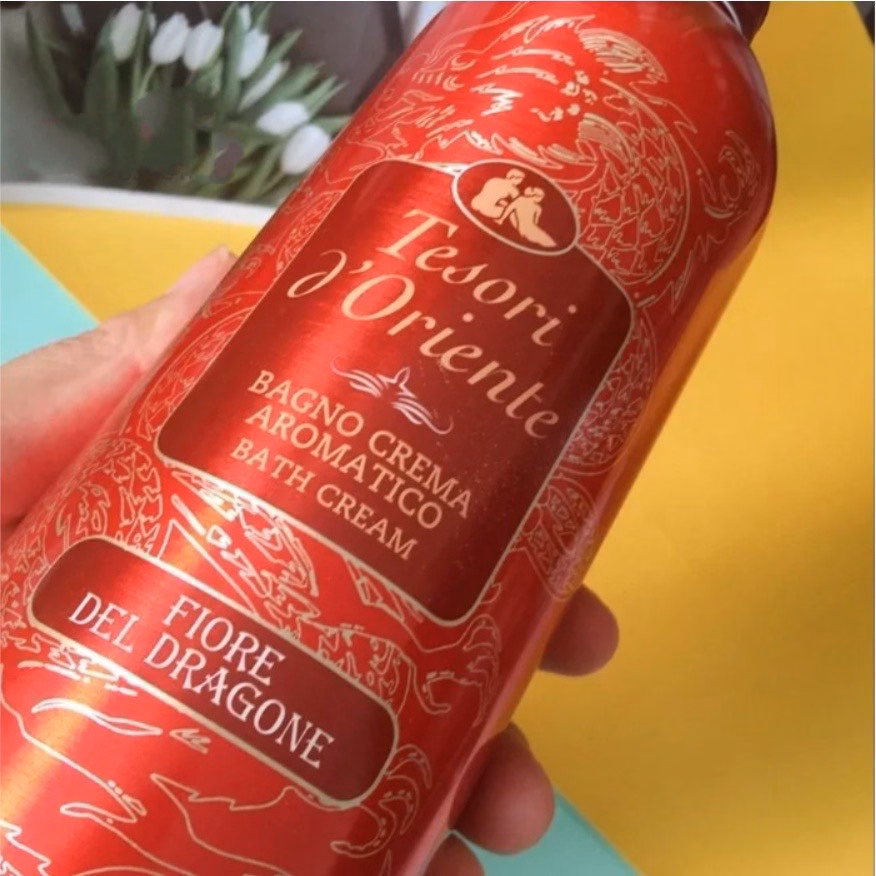 Tesori
d'Oriente
BAGNO CREMA
AROMATICO
BATH CREAM
FIORE
DEL DRAGONE